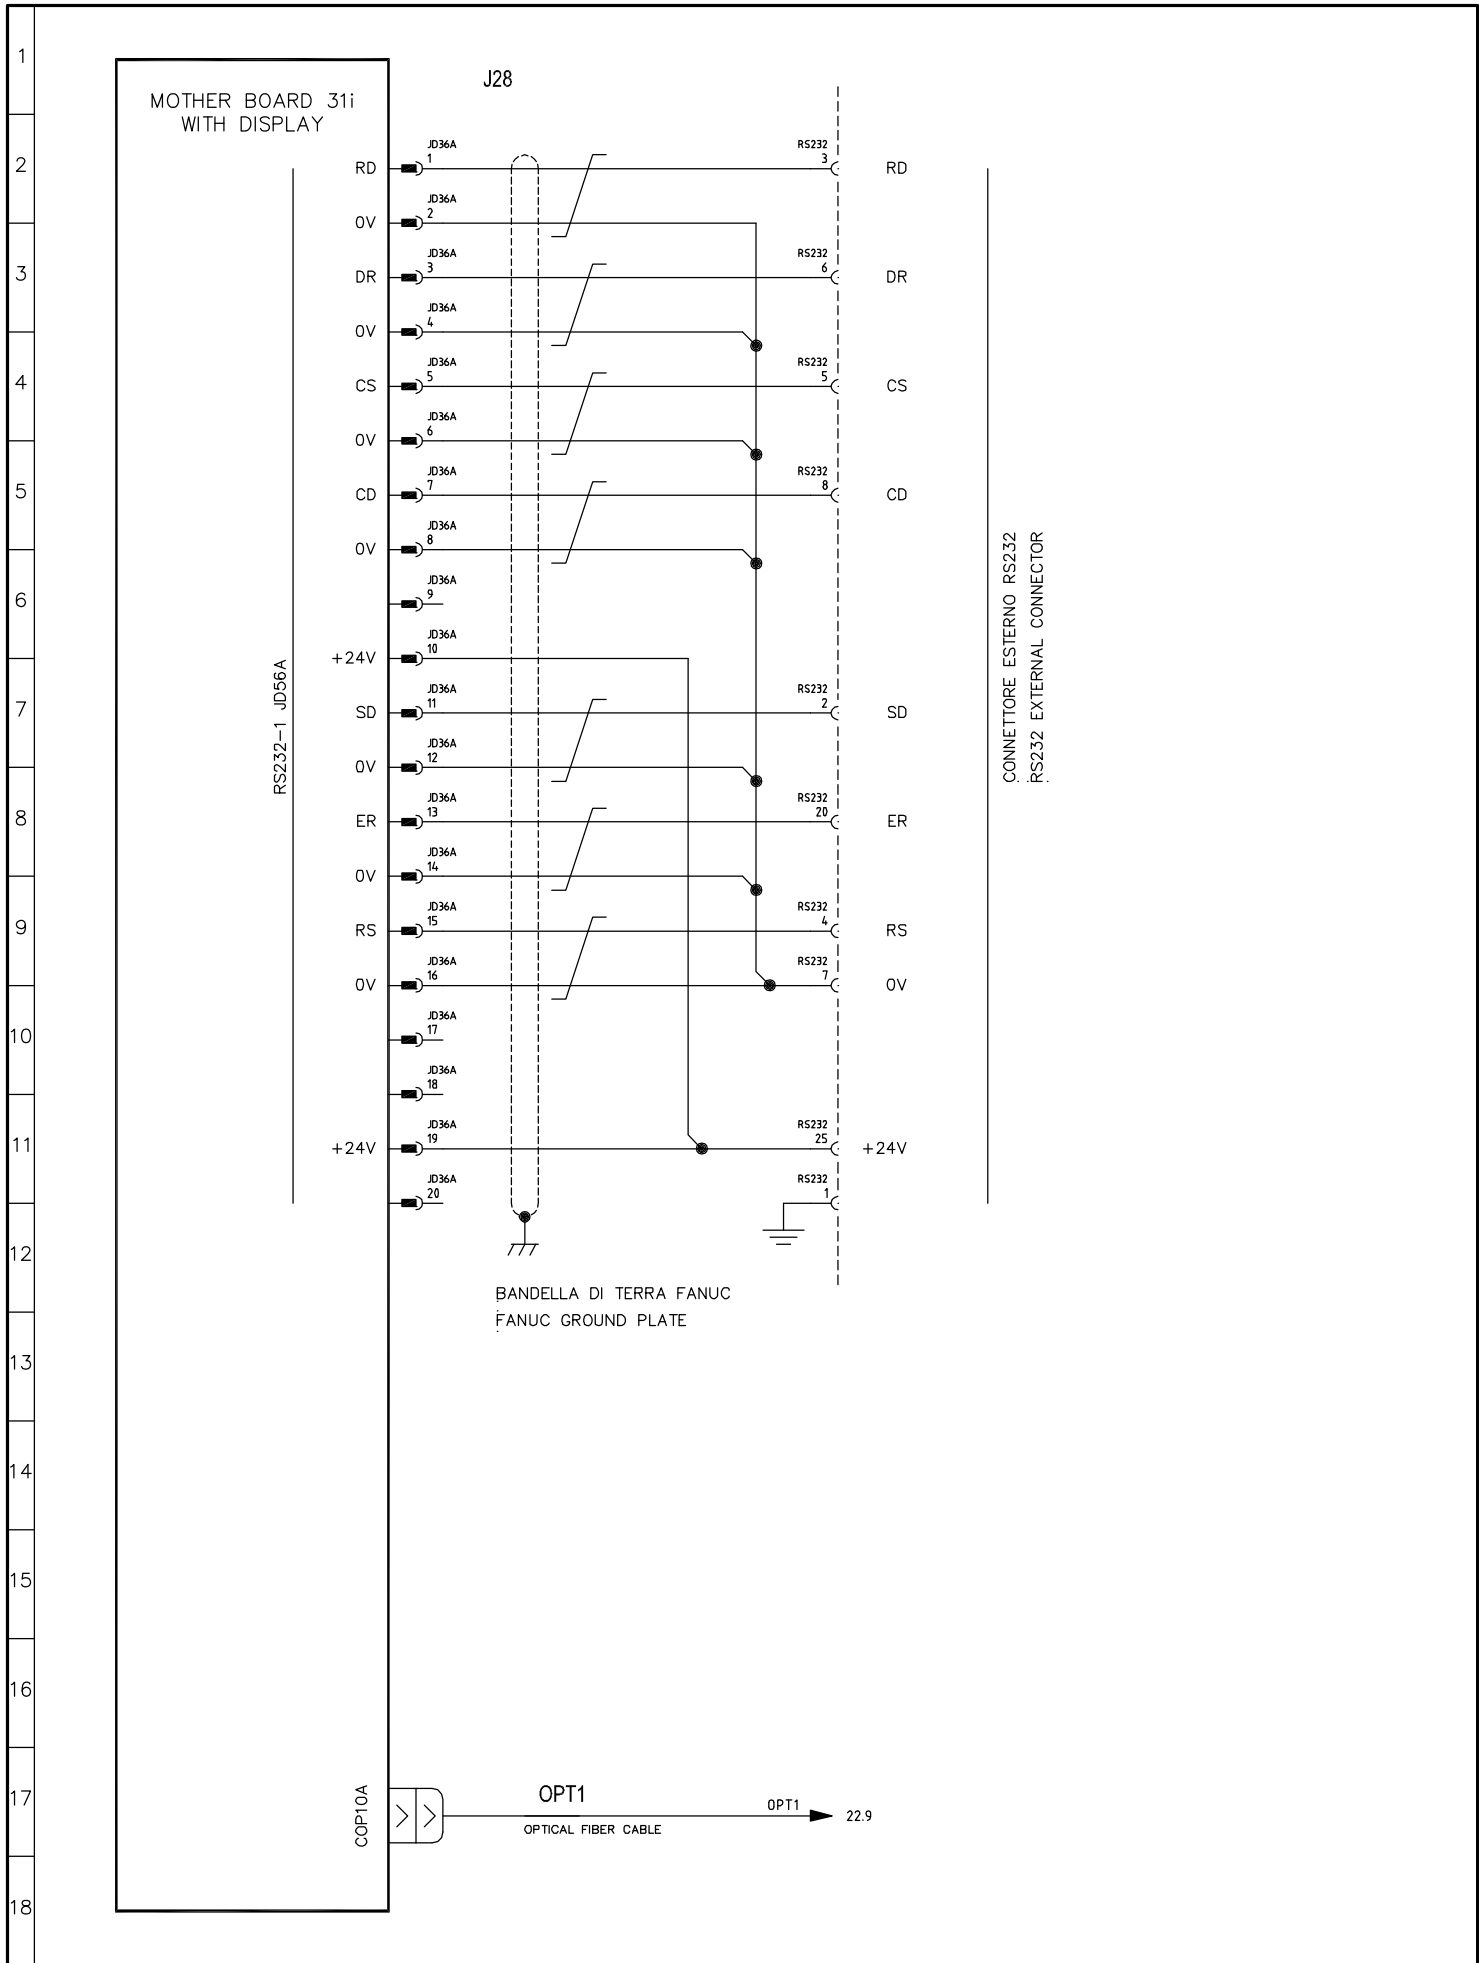 1
2
3
4
5
6
7
8
9
10
11
12
13
14
15
16
17
18
MOTHER BOARD 31i
WITH DISPLAY
J28
RS232-1 JD56A
RD JD36A 1 RS232 3 RD
0V JD36A 2
DR JD36A 3 RS232 6 DR
0V JD36A 4
CS JD36A 5 RS232 5 CS
0V JD36A 6
CD JD36A 7 RS232 8 CD
0V JD36A 8
JD36A 9
+24V JD36A 10
SD JD36A 11 RS232 2 SD
0V JD36A 12
ER JD36A 13 RS232 20 ER
0V JD36A 14
RS JD36A 15 RS232 4 RS
0V JD36A 16 RS232 7 0V
JD36A 17
JD36A 18
+24V JD36A 19 RS232 25 +24V
JD36A 20 RS232 1
CONNETTORE ESTERNO RS232
RS232 EXTERNAL CONNECTOR
BANDELLA DI TERRA FANUC
FANUC GROUND PLATE
COP10A
OPT1
OPTICAL FIBER CABLE
OPT1 22.9